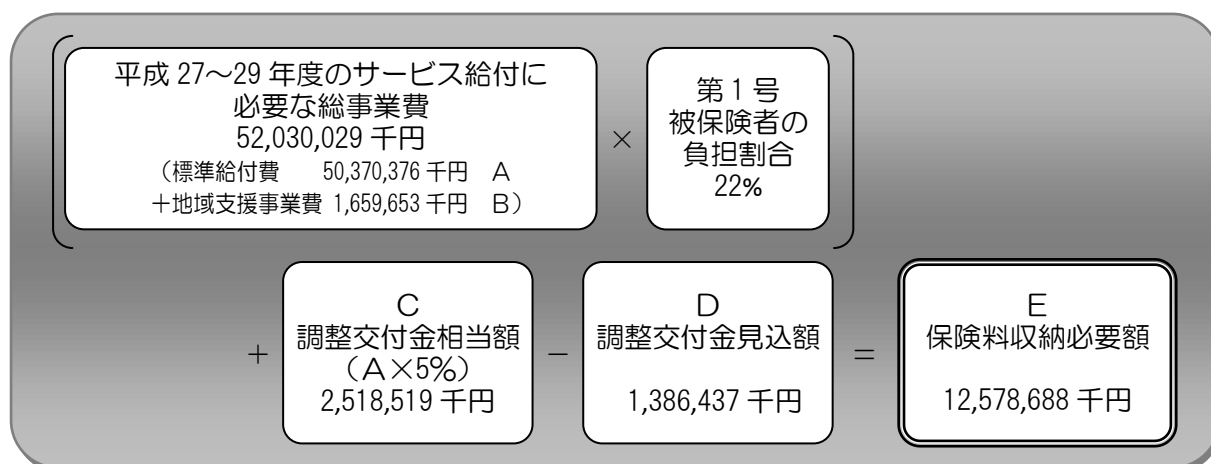 平成 27～29 年度のサービス給付に
必要な総事業費
52,030,029 千円
（標準給付費 50,370,376 千円 A
＋地域支援事業費 1,659,653 千円 B）
×
第１号
被保険者の
負担割合
22%
＋
C
調整交付金相当額
（A×5％）
2,518,519 千円
－
D
調整交付金見込額
1,386,437 千円
＝
E
保険料収納必要額
12,578,688 千円